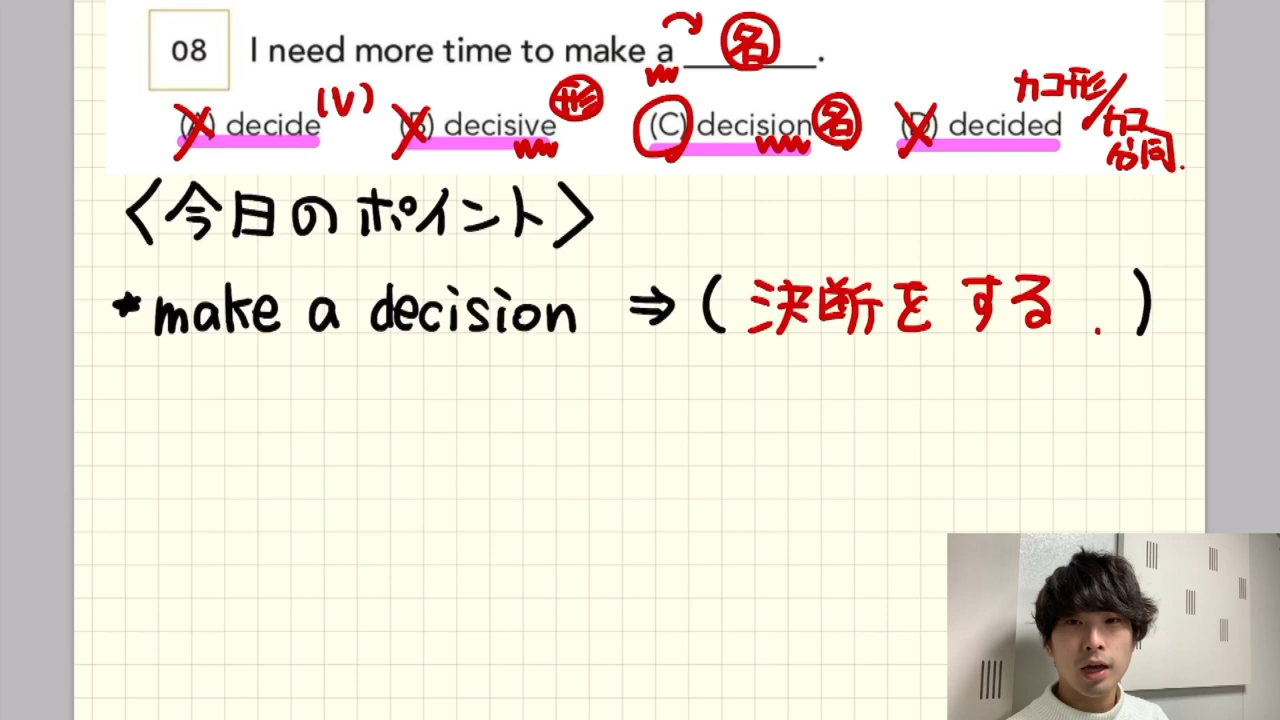 08 I need more time to make a 名.
(A) decide (V) (B) decisive 形 (C) decision 名 (D) decided カコ形/カコ分詞.
<今日のポイント>
* make a decision ⇒ (決断をする.)